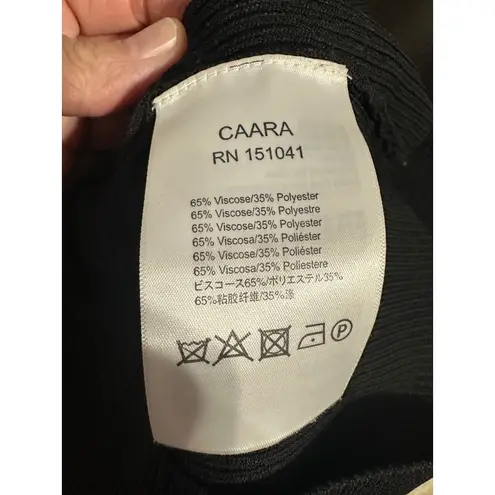 CAARA
RN 151041
65% Viscose/35% Polyester
65% Viscose/35% Polyestre
65% Viscose/35% Polyester
65% Viscosa/35% Poliéster
65% Viscosa/35% Poliéster
65% Viscosa/35% Poliestere
ビスコース65%/ポリエステル35%
65%粘胶纤维/35%涤
P